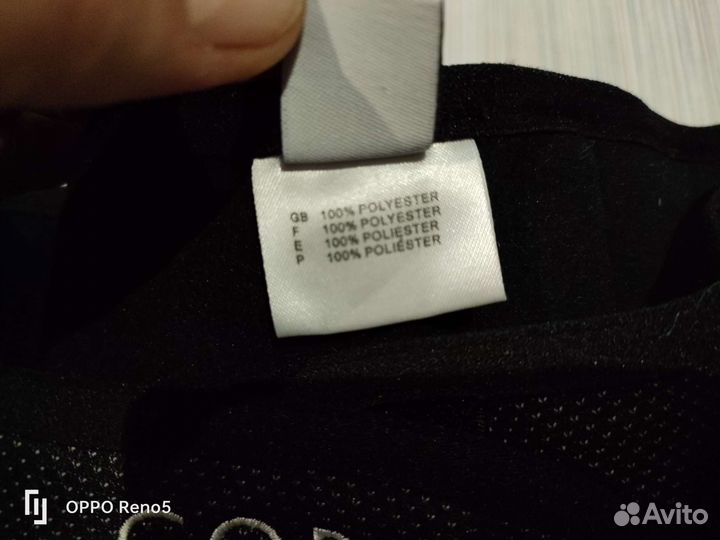 GB 100% POLYESTER
F 100% POLYESTER
E 100% POLIESTER
P 100% POLIÉSTER
OPPO Reno5
Avito